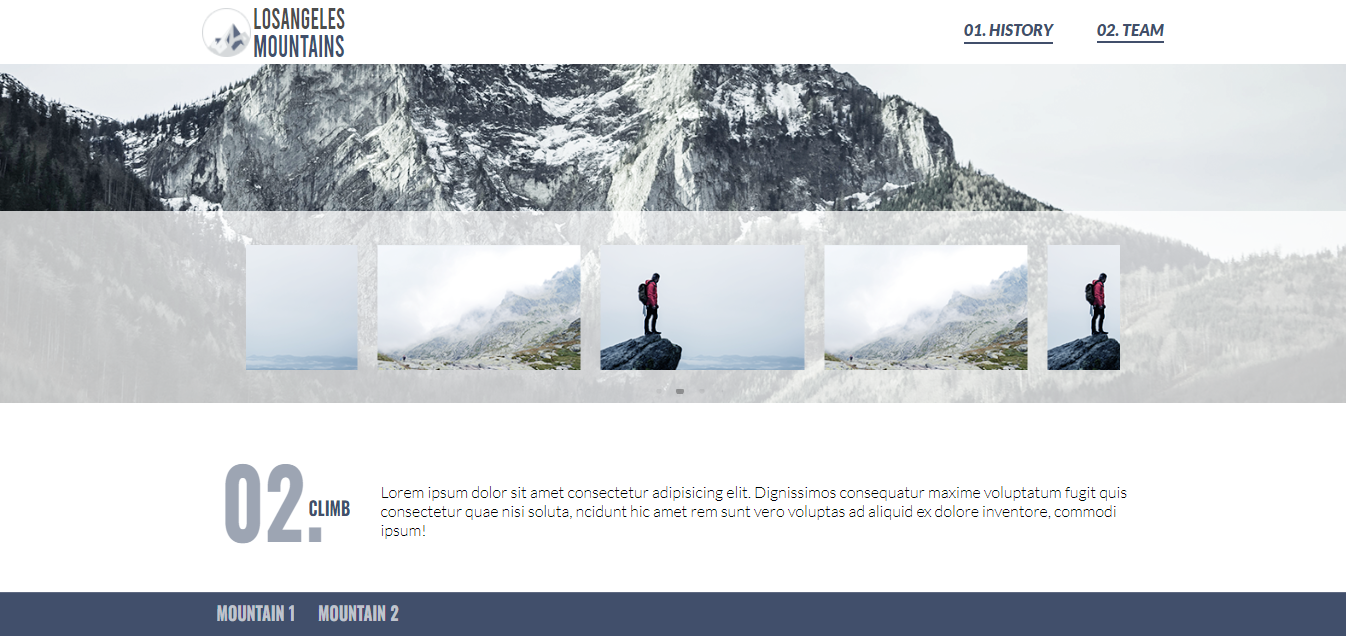 LOSANGELES
MOUNTAINS
01. HISTORY
02. TEAM
02.
CLIMB
Lorem ipsum dolor sit amet consectetur adipisicing elit. Dignissimos consequatur maxime voluptatum fugit quis
consectetur quae nisi soluta, ncidunt hic amet rem sunt vero voluptas ad aliquid ex dolore inventore, commodi
ipsum!
MOUNTAIN 1
MOUNTAIN 2